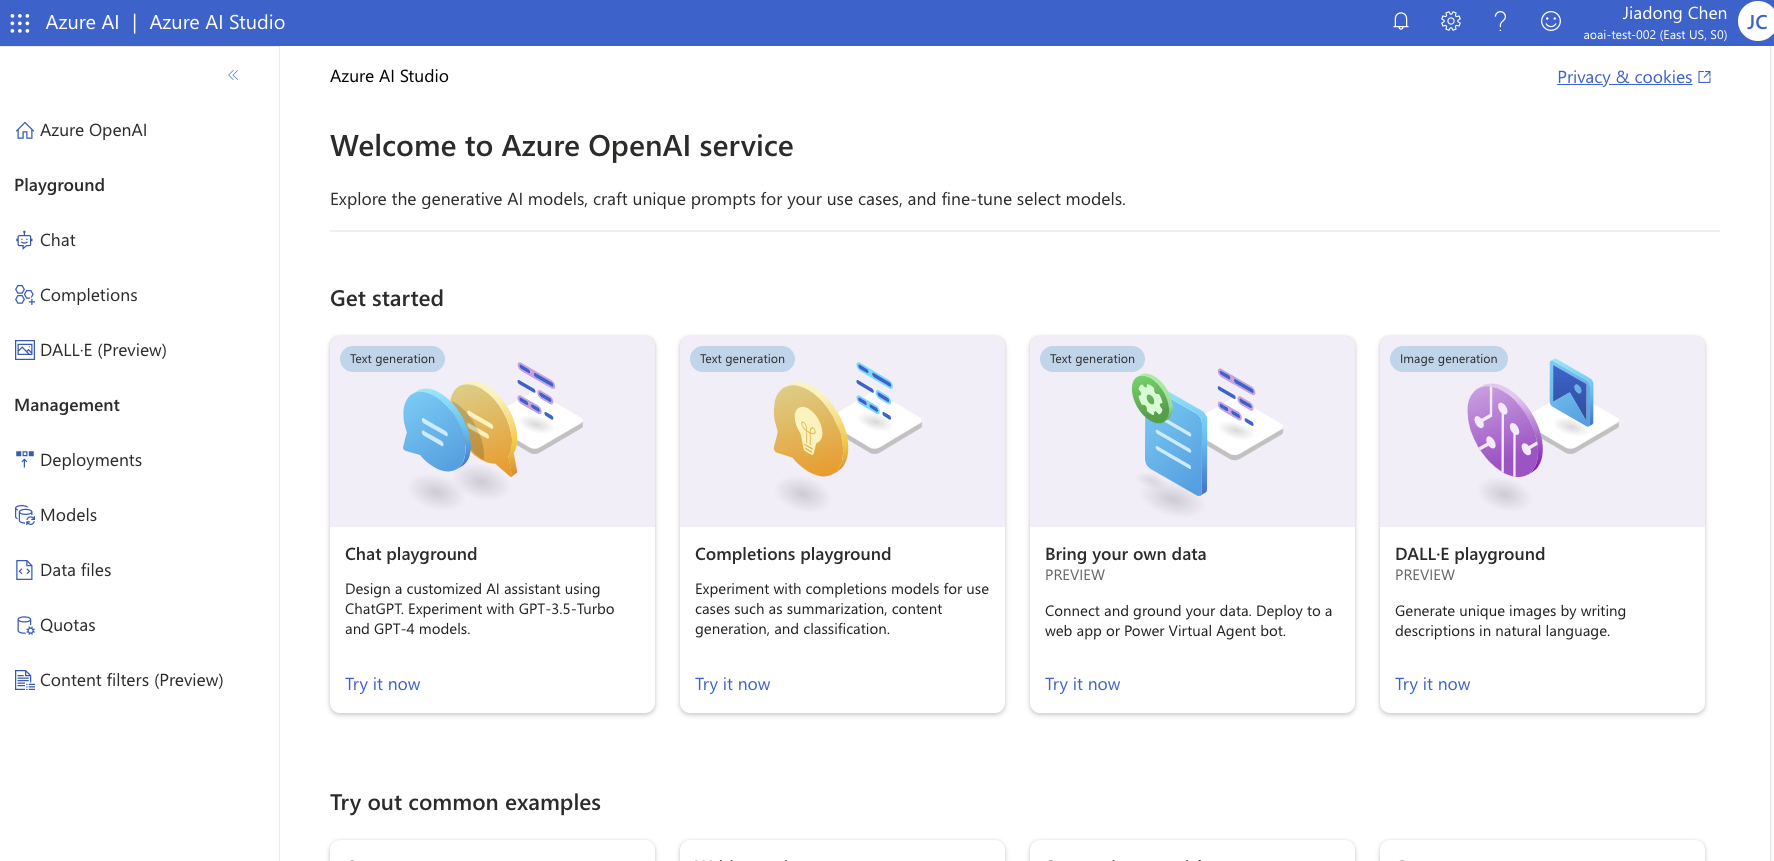 Azure AI | Azure AI Studio
Jiadong Chen
aoai-test-002 (East US, S0)
JC
Azure OpenAI
Playground
Chat
Completions
DALL·E (Preview)
Management
Deployments
Models
Data files
Quotas
Content filters (Preview)
Azure AI Studio
Privacy & cookies
Welcome to Azure OpenAI service
Explore the generative AI models, craft unique prompts for your use cases, and fine-tune select models.
Get started
Text generation
Chat playground
Design a customized AI assistant using
ChatGPT. Experiment with GPT-3.5-Turbo
and GPT-4 models.
Try it now
Text generation
Completions playground
Experiment with completions models for use
cases such as summarization, content
generation, and classification.
Try it now
Text generation
Bring your own data
PREVIEW
Connect and ground your data. Deploy to a
web app or Power Virtual Agent bot.
Try it now
Image generation
DALL·E playground
PREVIEW
Generate unique images by writing
descriptions in natural language.
Try it now
Try out common examples